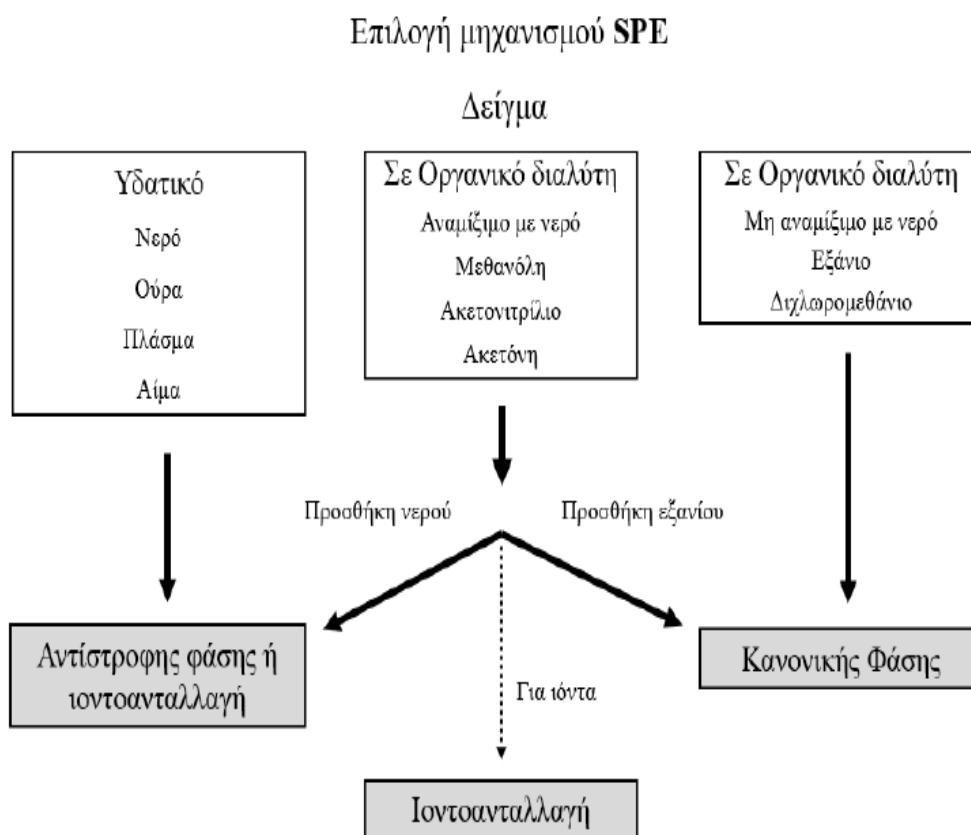 Επιλογή μηχανισμού SPE
Δείγμα
Υδατικό
Νερό
Ούρα
Πλάσμα
Αίμα
Σε Οργανικό διαλύτη
Αναμίξιμο με νερό
Μεθανόλη
Ακετονιτρίλιο
Ακετόνη
Σε Οργανικό διαλύτη
Μη αναμίξιμο με νερό
Εξάνιο
Διχλωρομεθάνιο
Προσθήκη νερού
Προσθήκη εξανίου
Αντίστροφης φάσης ή
ιοντοανταλλαγή
Για ιόντα
Κανονικής Φάσης
Ιοντοανταλλαγή